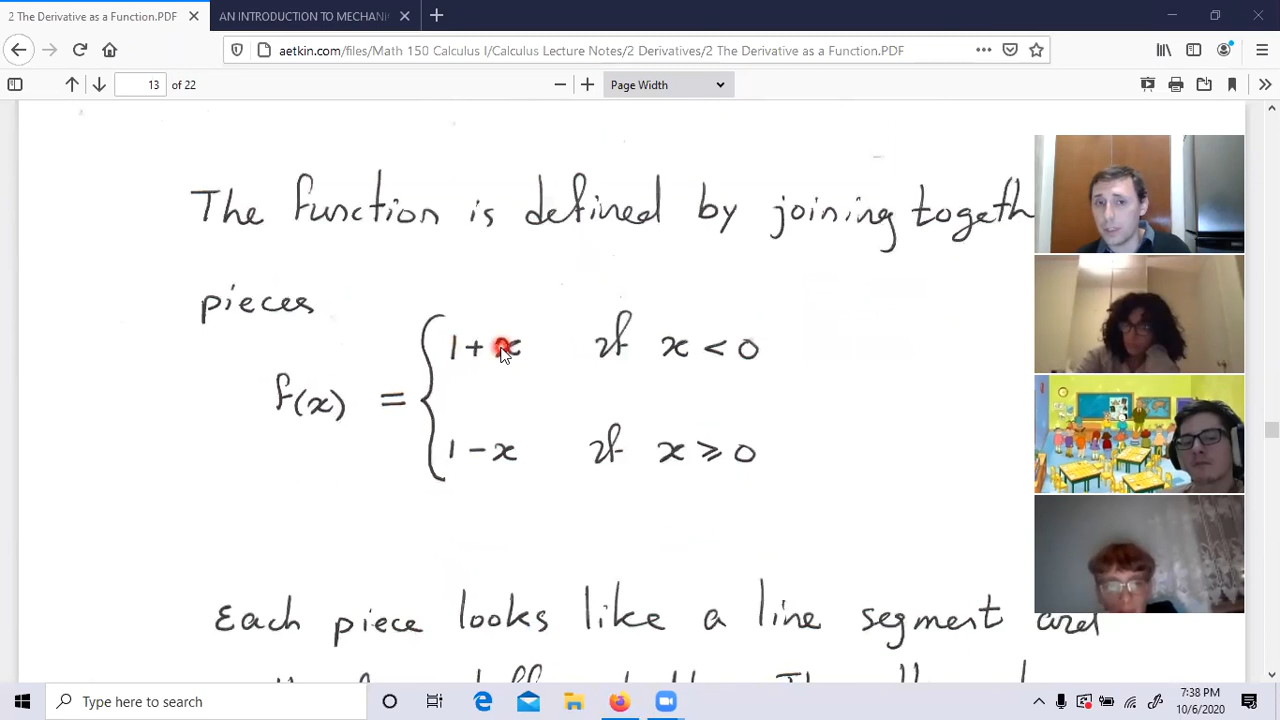 2 The Derivative as a Function.PDF
AN INTRODUCTION TO MECHANI
aetkin.com/files/Math 150 Calculus I/Calculus Lecture Notes/2 Derivatives/2 The Derivative as a Function.PDF
13 of 22
Page Width
The function is defined by joining togeth
pieces
f(x) = { 1 + x if x < 0
1 - x if x ⩾ 0
Each piece looks like a line segment and
Type here to search
7:38 PM
10/6/2020